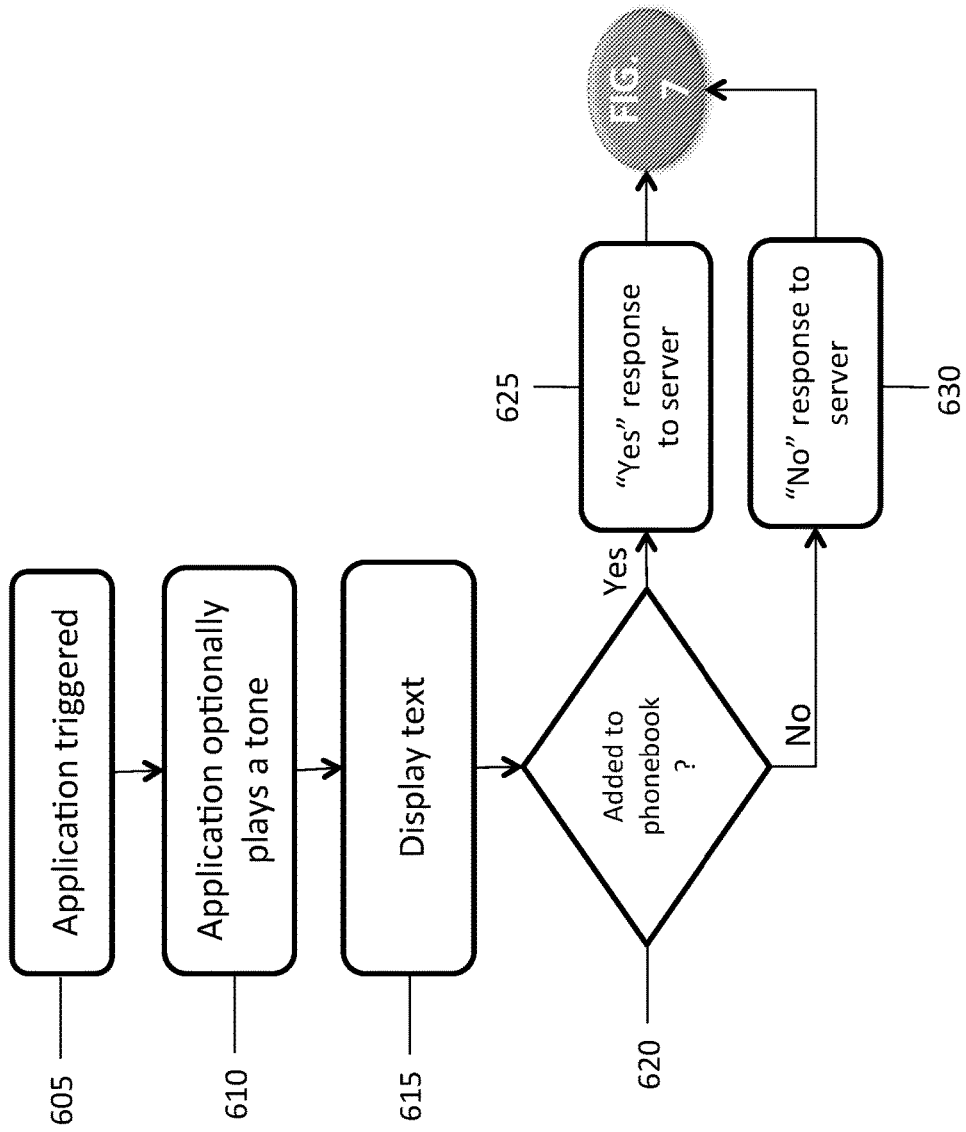 605
Application triggered
610
Application optionally
plays a tone
615
Display text
620
Added to
phonebook
?
Yes
625
"Yes" response
to server
No
"No" response to
server
630
FIG.
7